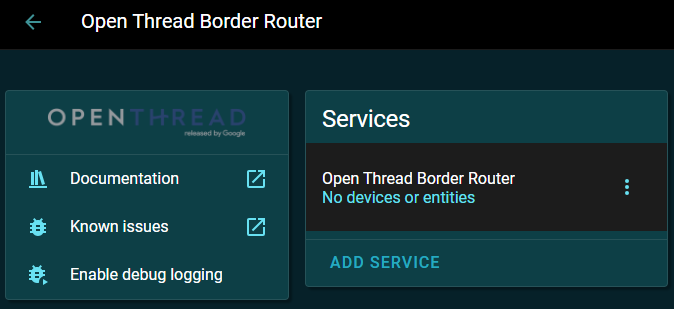 Open Thread Border Router
OPENTHREAD
released by Google
Documentation
Known issues
Enable debug logging
Services
Open Thread Border Router
No devices or entities
ADD SERVICE